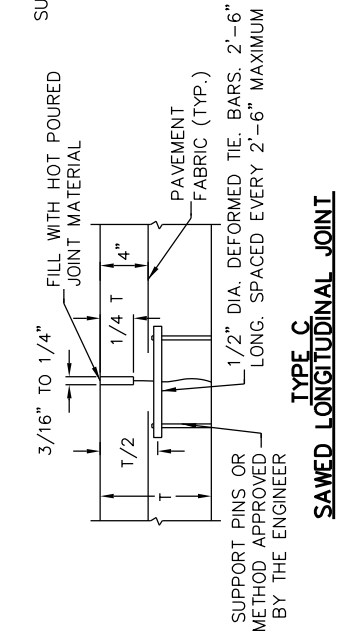 SU
FILL WITH HOT POURED
JOINT MATERIAL
3/16" TO 1/4"
1/4 T
4"
T/2
T
PAVEMENT
FABRIC (TYP.)
SUPPORT PINS OR
METHOD APPROVED
BY THE ENGINEER
1/2" DIA. DEFORMED TIE. BARS. 2'-6"
LONG. SPACED EVERY 2'-6" MAXIMUM
TYPE C
SAWED LONGITUDINAL JOINT